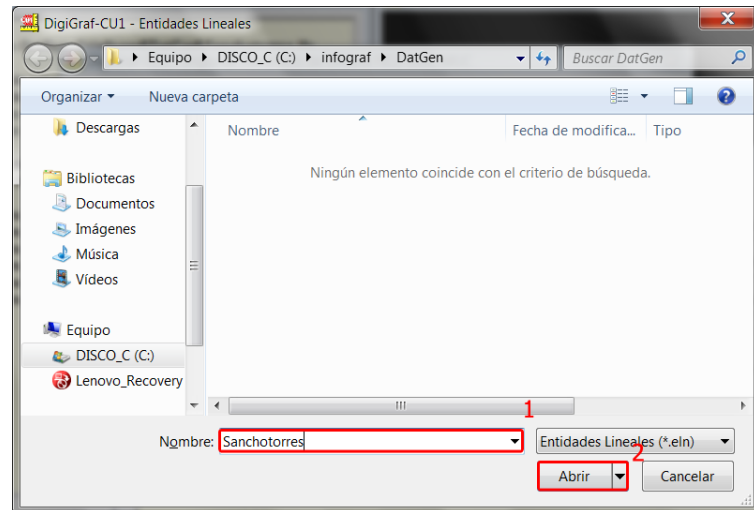 DigiGraf-CU1 - Entidades Lineales
Equipo DISCO_C (C:) infograf DatGen Buscar DatGen
Organizar Nueva carpeta
Descargas
Bibliotecas
Documentos
Imágenes
Música
Vídeos
Equipo
DISCO_C (C:)
Lenovo_Recovery
Nombre Fecha de modifica... Tipo
Ningún elemento coincide con el criterio de búsqueda.
1
Nombre: Sanchotorres Entidades Lineales (*.eln)
2
Abrir Cancelar